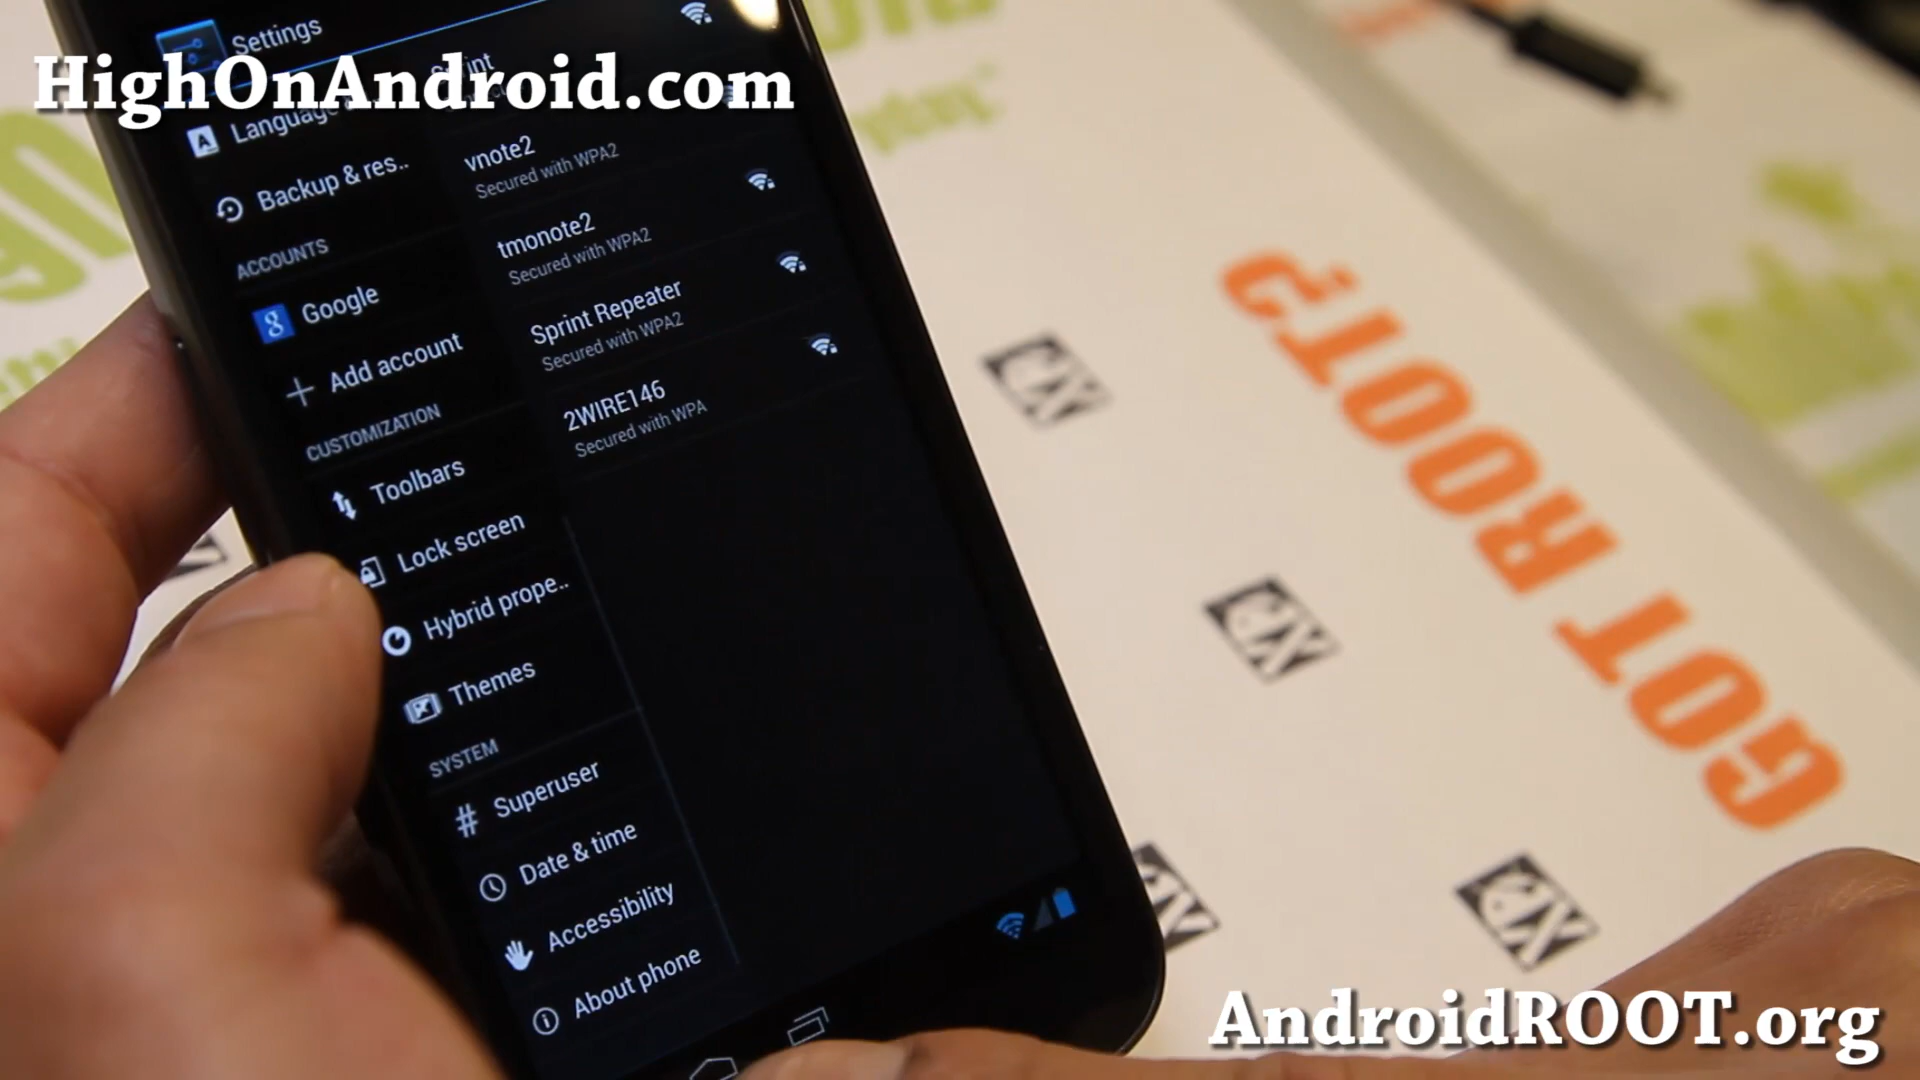 Settings
HighOnAndroid.com
Language
Backup & res..
ACCOUNTS
Google
Add account
CUSTOMIZATION
Toolbars
Lock screen
Hybrid prope..
Themes
SYSTEM
Superuser
Date & time
Accessibility
About phone
vnote2
Secured with WPA2
tmonote2
Secured with WPA2
Sprint Repeater
Secured with WPA2
2WIRE146
Secured with WPA
GOT ROOT?
AndroidROOT.org